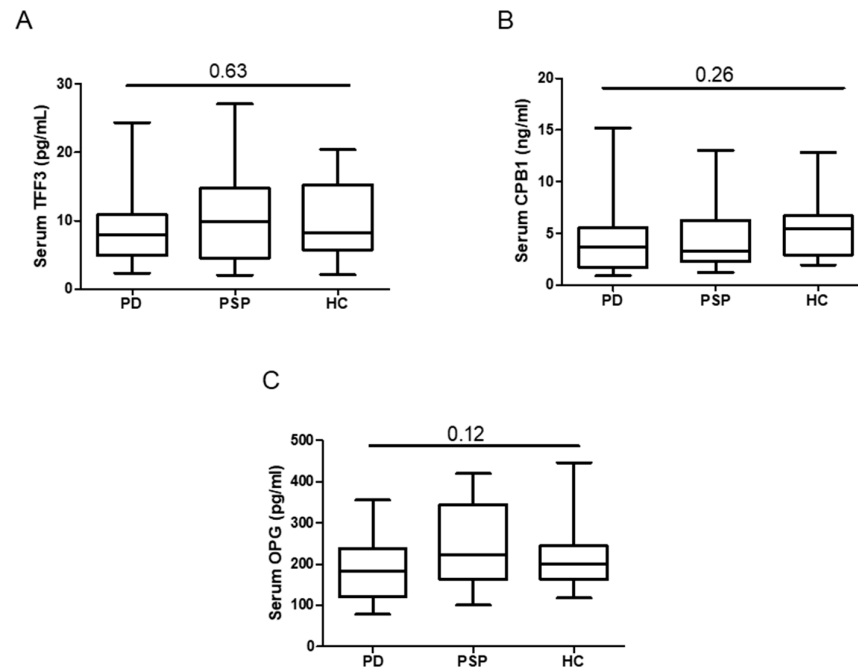 A
0.63
Serum TFF3 (pg/mL)
30
20
10
0
PD PSP HC
B
0.26
Serum CPB1 (ng/ml)
20
15
10
5
0
PD PSP HC
C
0.12
Serum OPG (pg/ml)
500
400
300
200
100
0
PD PSP HC